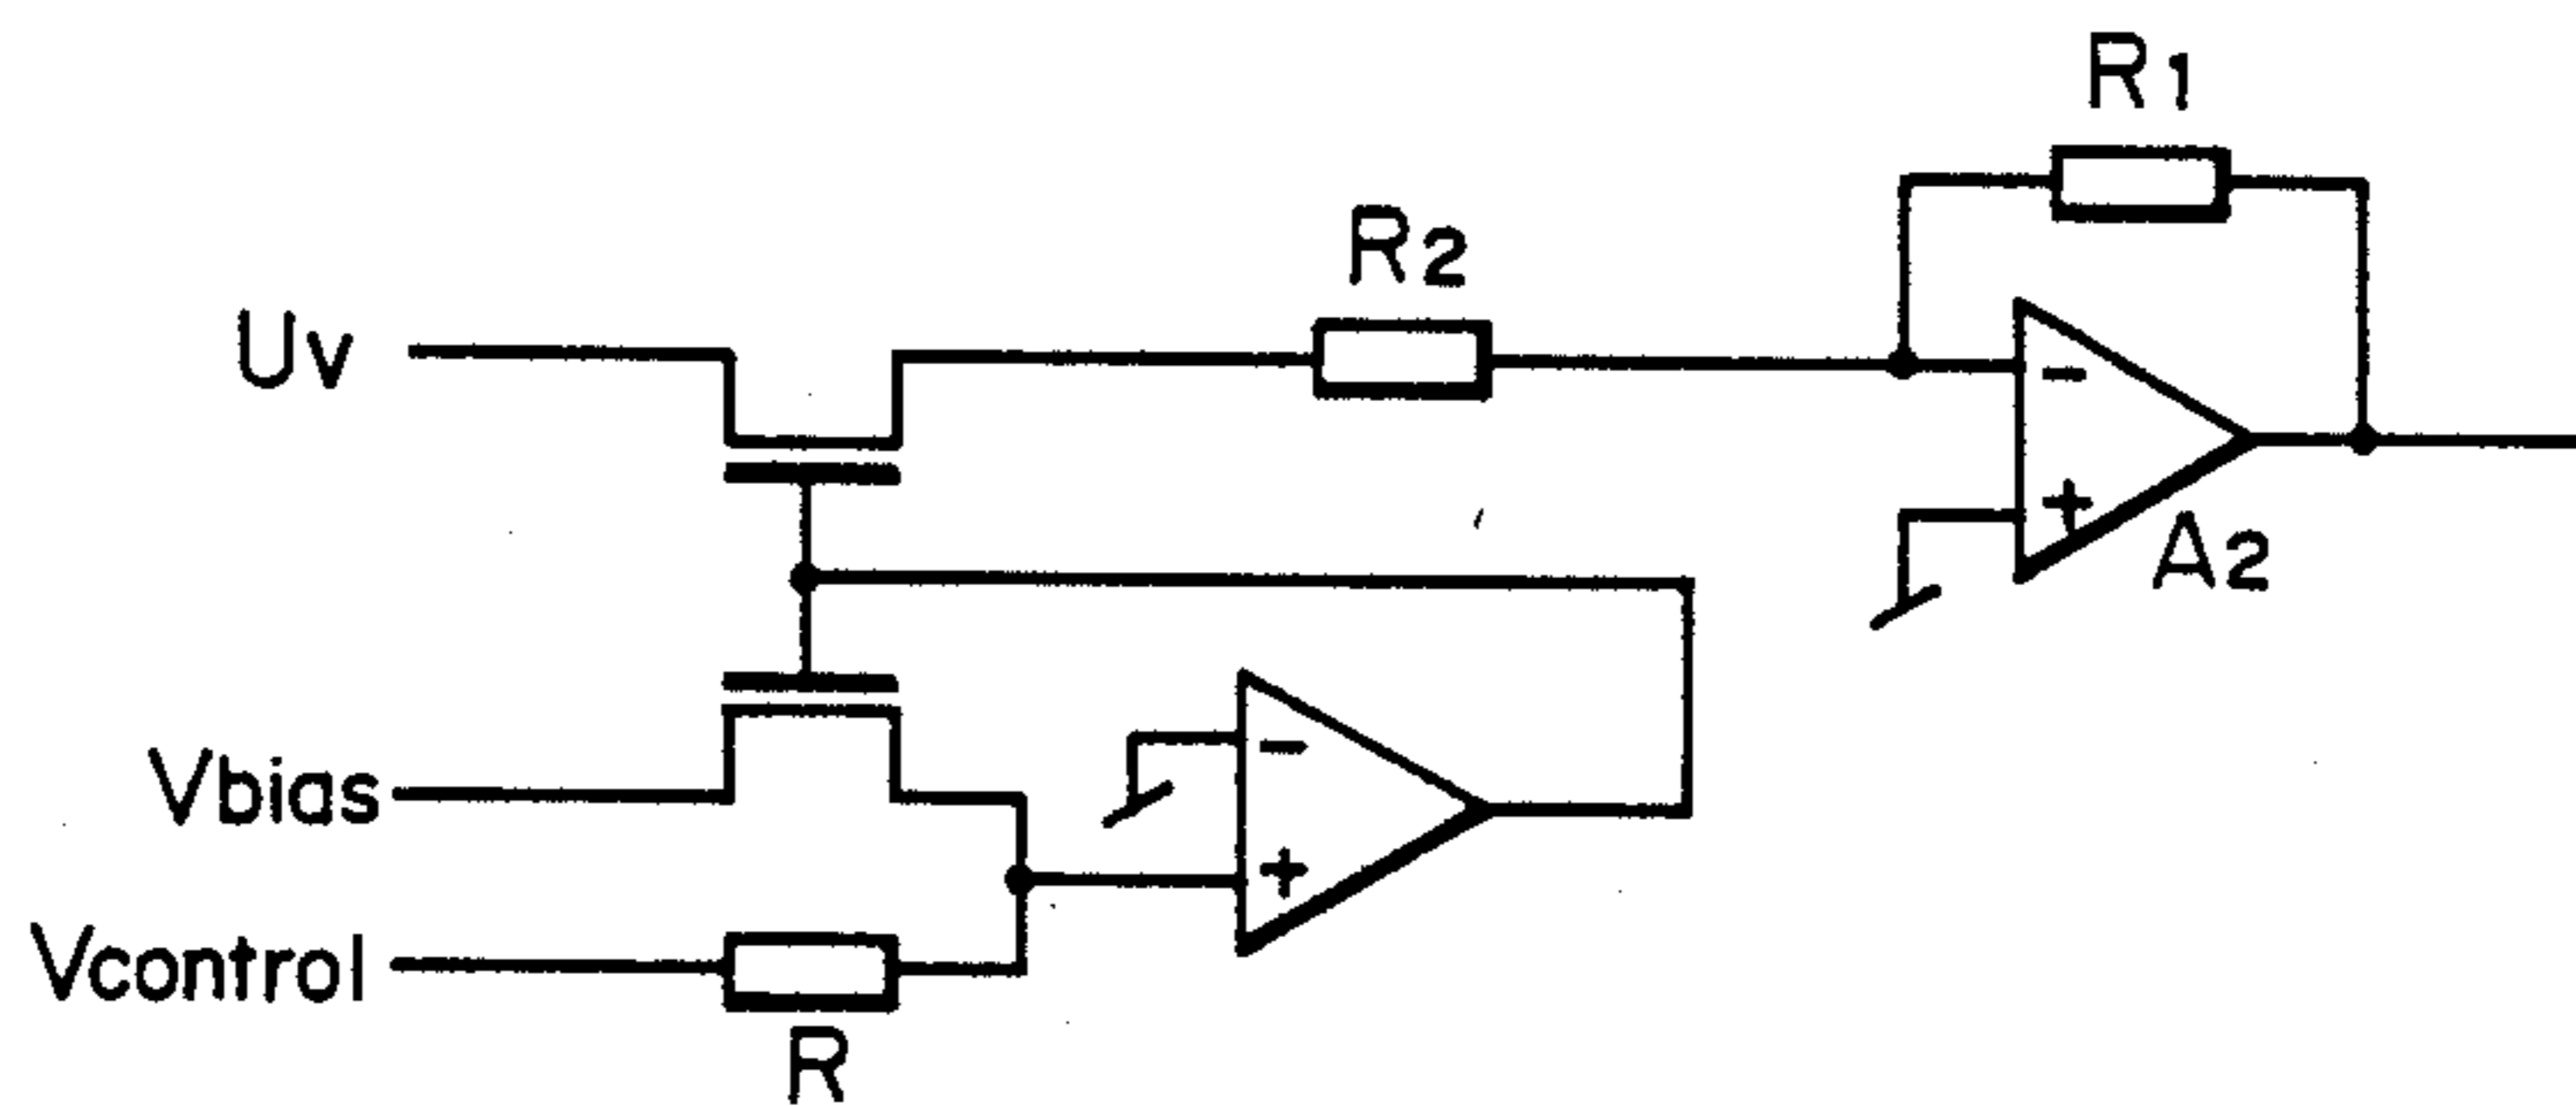 R1
R2
Uv
-
+
A2
Vbias
-
+
Vcontrol
R